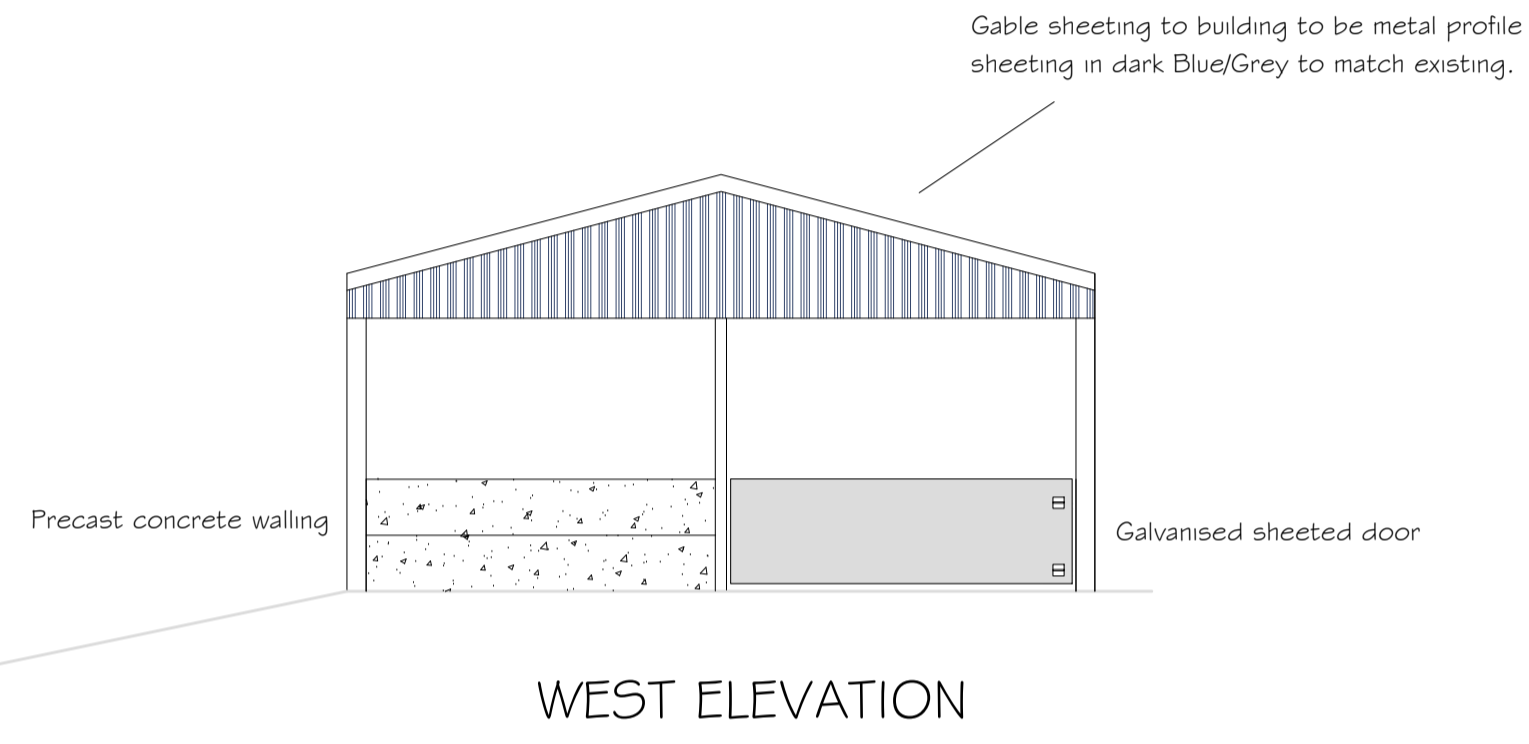 Gable sheeting to building to be metal profile
sheeting in dark Blue/Grey to match existing.
Precast concrete walling
Galvanised sheeted door
WEST ELEVATION